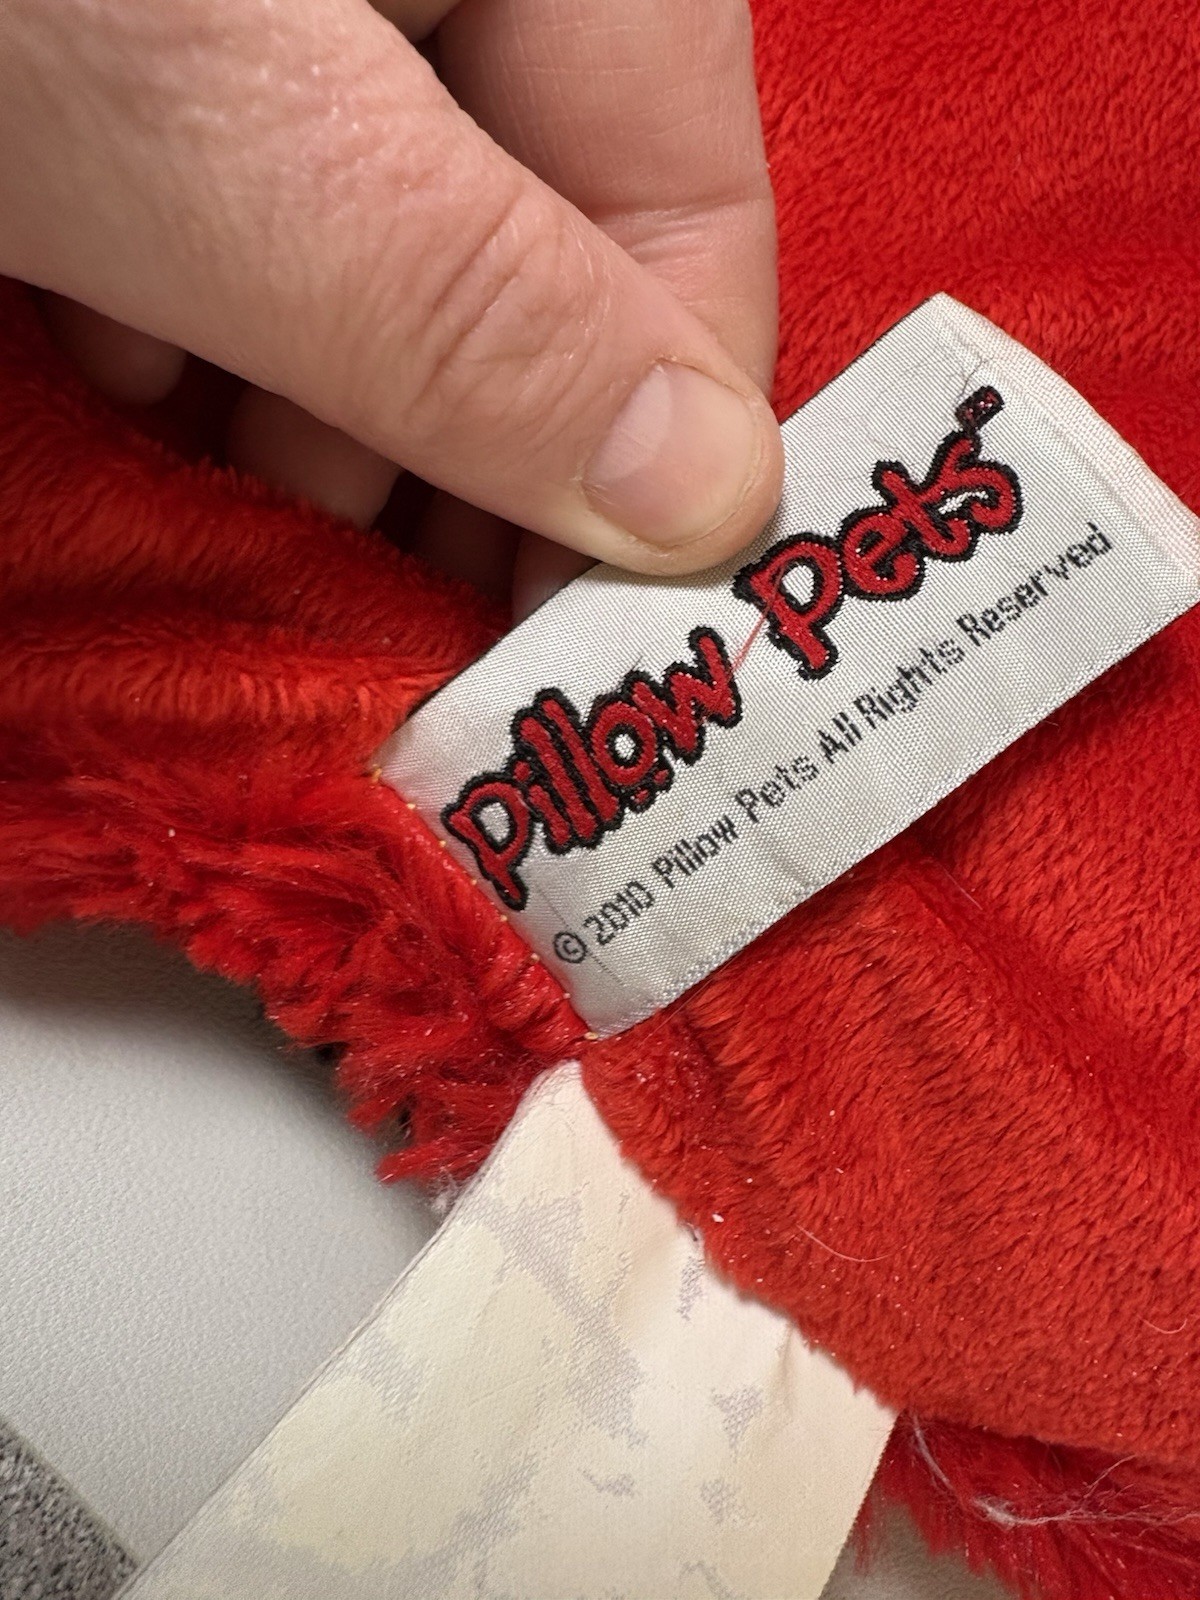 Pillow Pets™
© 2010 Pillow Pets All Rights Reserved